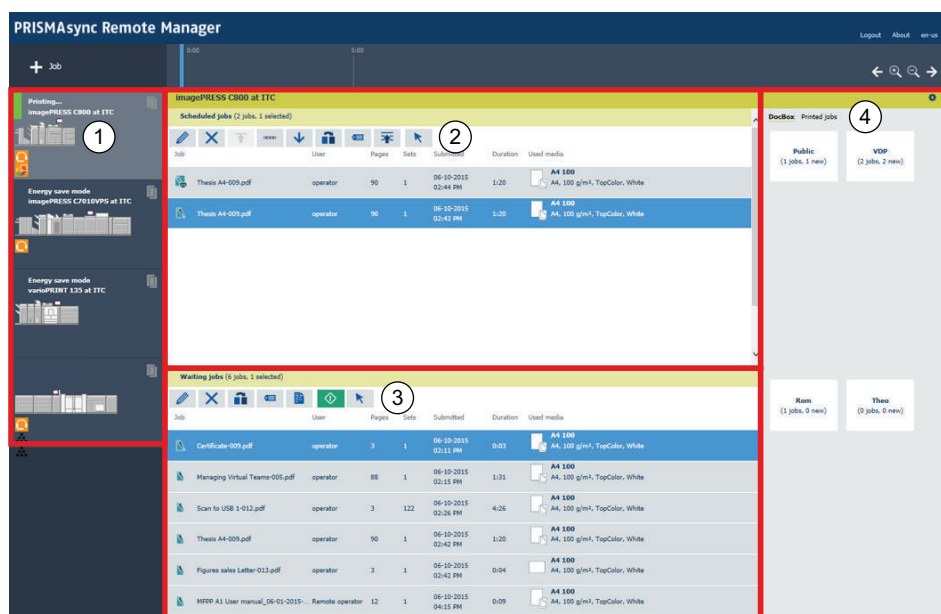 PRISMAsync Remote Manager
Logout About en-us
+ Job
0:00 5:00
Printing...
imagePRESS C800 at ITC
1
Energy save mode
imagePRESS C7010VPS at ITC
Energy save mode
varioPRINT 135 at ITC
imagePRESS C800 at ITC
Scheduled jobs (2 jobs, 1 selected)
2
Job User Pages Sets Submitted Duration Used media
Thesis A4-009.pdf operator 90 1 06-10-2015 02:44 PM 1:20 A4 100
A4, 100 g/m², TopColor, White
Thesis A4-009.pdf operator 90 1 06-10-2015 02:43 PM 1:20 A4 100
A4, 100 g/m², TopColor, White
Waiting jobs (6 jobs, 1 selected)
3
Job User Pages Sets Submitted Duration Used media
Certificate-009.pdf operator 3 1 06-10-2015 02:11 PM 0:03 A4 100
A4, 100 g/m², TopColor, White
Managing Virtual Teams-005.pdf operator 88 1 06-10-2015 02:15 PM 1:31 A4 100
A4, 100 g/m², TopColor, White
Scan to USB 1-012.pdf operator 3 122 06-10-2015 02:26 PM 4:26 A4 100
A4, 100 g/m², TopColor, White
Thesis A4-009.pdf operator 90 1 06-10-2015 02:42 PM 1:20 A4 100
A4, 100 g/m², TopColor, White
Figures sales Letter-013.pdf operator 3 1 06-10-2015 02:42 PM 0:04 A4 100
A4, 100 g/m², TopColor, White
MFPP A1 User manual_06-01-2015-... Remote operator 12 1 06-10-2015 04:15 PM 0:09 A4 100
A4, 100 g/m², TopColor, White
DocBox Printed jobs
4
Public
(1 jobs, 1 new)
VDP
(2 jobs, 2 new)
Rom
(1 jobs, 0 new)
Theo
(0 jobs, 0 new)